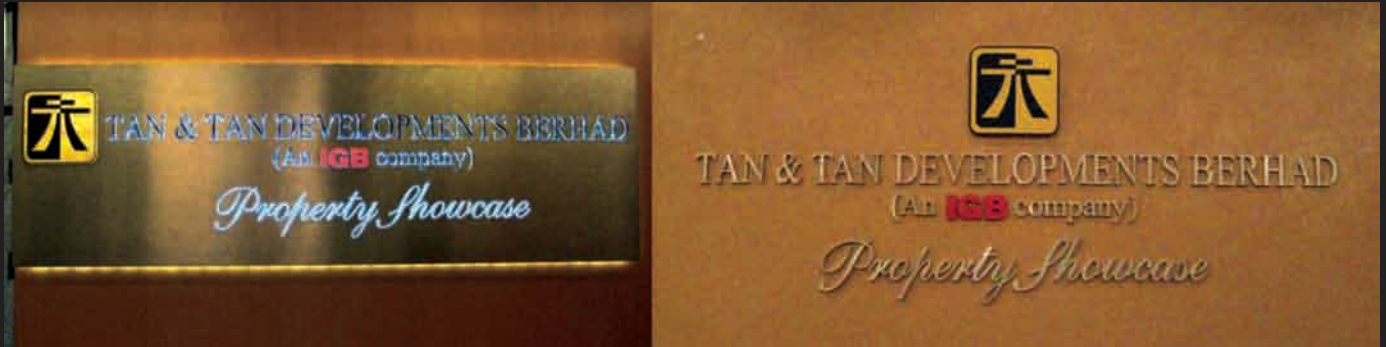 TAN & TAN DEVELOPMENTS BERHAD
(An IGB company)
Property Showcase
TAN & TAN DEVELOPMENTS BERHAD
(An IGB company)
Property Showcase